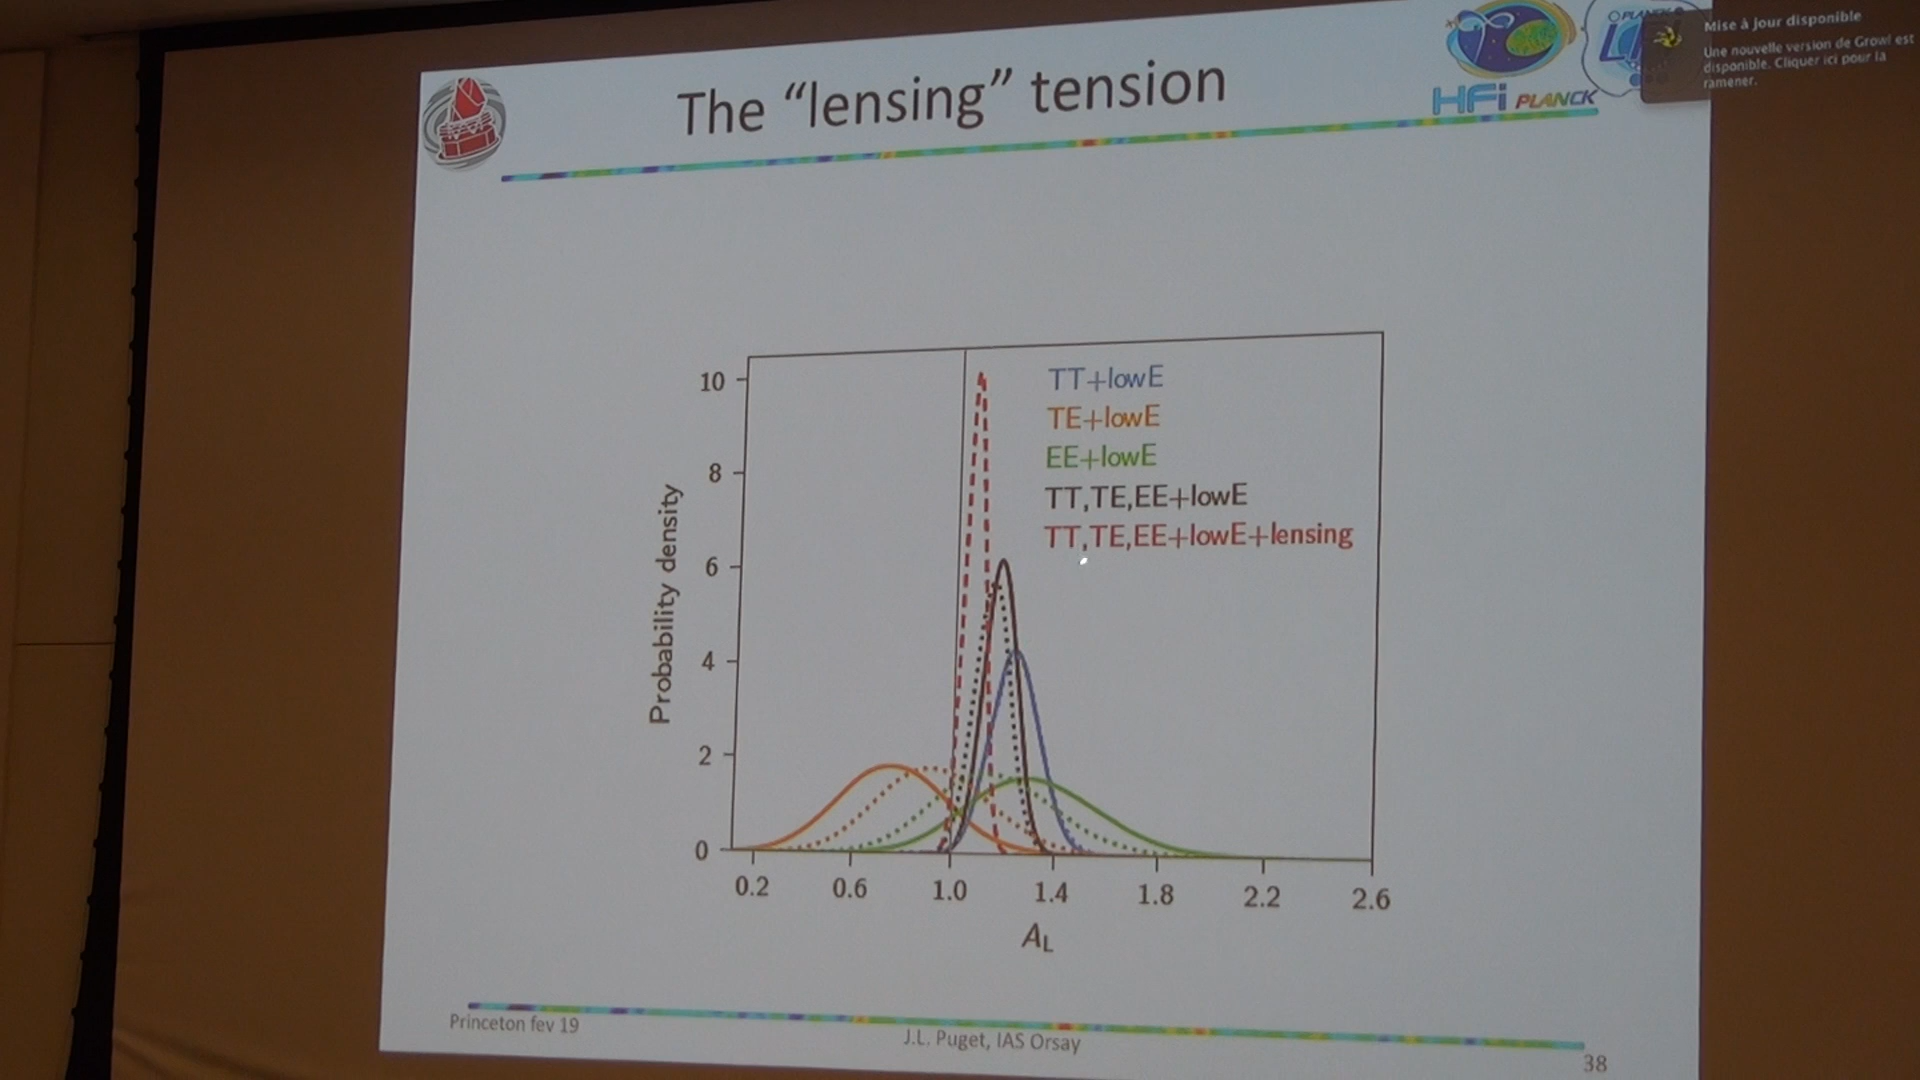 The “lensing” tension
HFi PLANCK
Mise à jour disponible
Une nouvelle version de Growl est
disponible. Cliquer ici pour la
ramener.
10
8
6
4
2
0
Probability density
TT+lowE
TE+lowE
EE+lowE
TT,TE,EE+lowE
TT,TE,EE+lowE+lensing
0.2 0.6 1.0 1.4 1.8 2.2 2.6
AL
Princeton fev 19
J.L. Puget, IAS Orsay
38